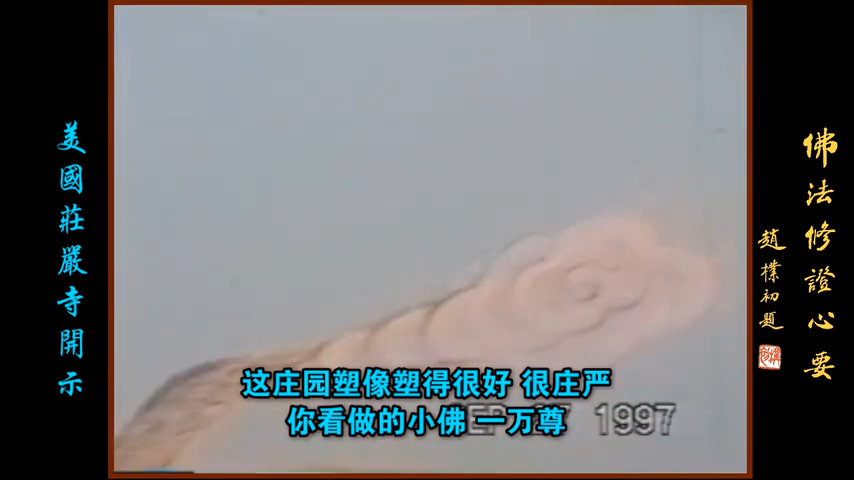 美國莊嚴寺開示
佛法修證心要
趙樸初題
这庄园塑像塑得很好 很庄严
你看做的小佛 一万尊
SEP 27 1997